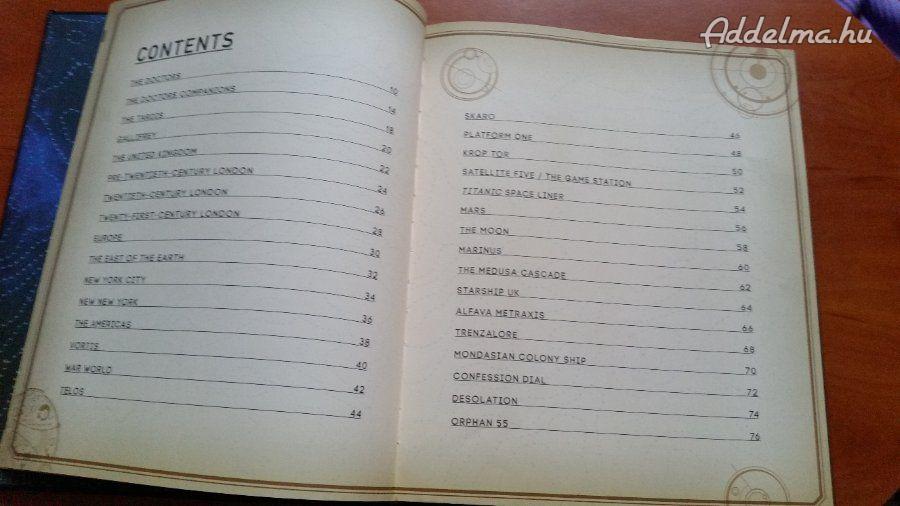 Addelma.hu
CONTENTS
THE DOCTORS 10
THE DOCTORS' COMPANIONS 14
THE TARDIS 18
GALLIFREY 20
THE UNITED KINGDOM 22
PRE-TWENTIETH-CENTURY LONDON 24
TWENTIETH-CENTURY LONDON 26
TWENTY-FIRST-CENTURY LONDON 28
EUROPE 30
THE EAST OF THE EARTH 32
NEW YORK CITY 34
NEW NEW YORK 36
THE AMERICAS 38
VORTIS 40
WAR WORLD 42
TELOS 44
SKARO 46
PLATFORM ONE 48
KROP TOR 50
SATELLITE FIVE / THE GAME STATION 52
TITANIC SPACE LINER 54
MARS 56
THE MOON 58
MARINUS 60
THE MEDUSA CASCADE 62
STARSHIP UK 64
ALFAVA METRAXIS 66
TRENZALORE 68
MONDASIAN COLONY SHIP 70
CONFESSION DIAL 72
DESOLATION 74
ORPHAN 55 76